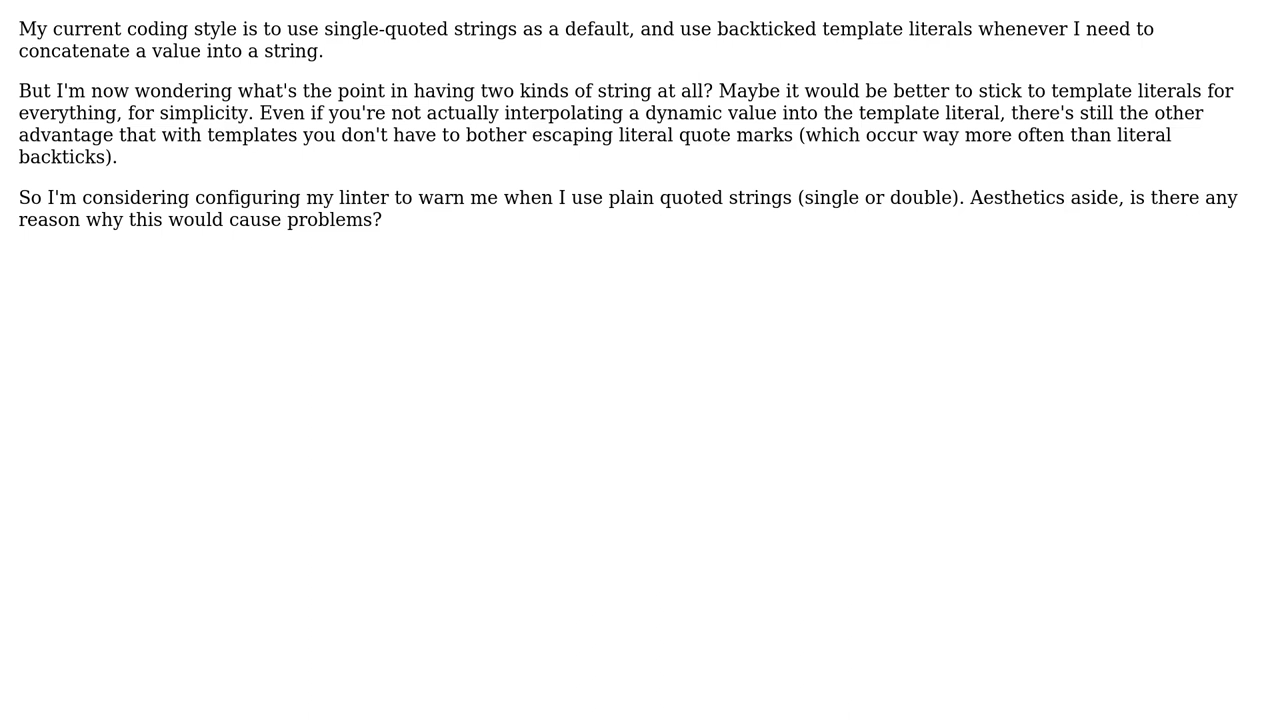 My current coding style is to use single-quoted strings as a default, and use backticked template literals whenever I need to
concatenate a value into a string.
But I'm now wondering what's the point in having two kinds of string at all? Maybe it would be better to stick to template literals for
everything, for simplicity. Even if you're not actually interpolating a dynamic value into the template literal, there's still the other
advantage that with templates you don't have to bother escaping literal quote marks (which occur way more often than literal
backticks).
So I'm considering configuring my linter to warn me when I use plain quoted strings (single or double). Aesthetics aside, is there any
reason why this would cause problems?